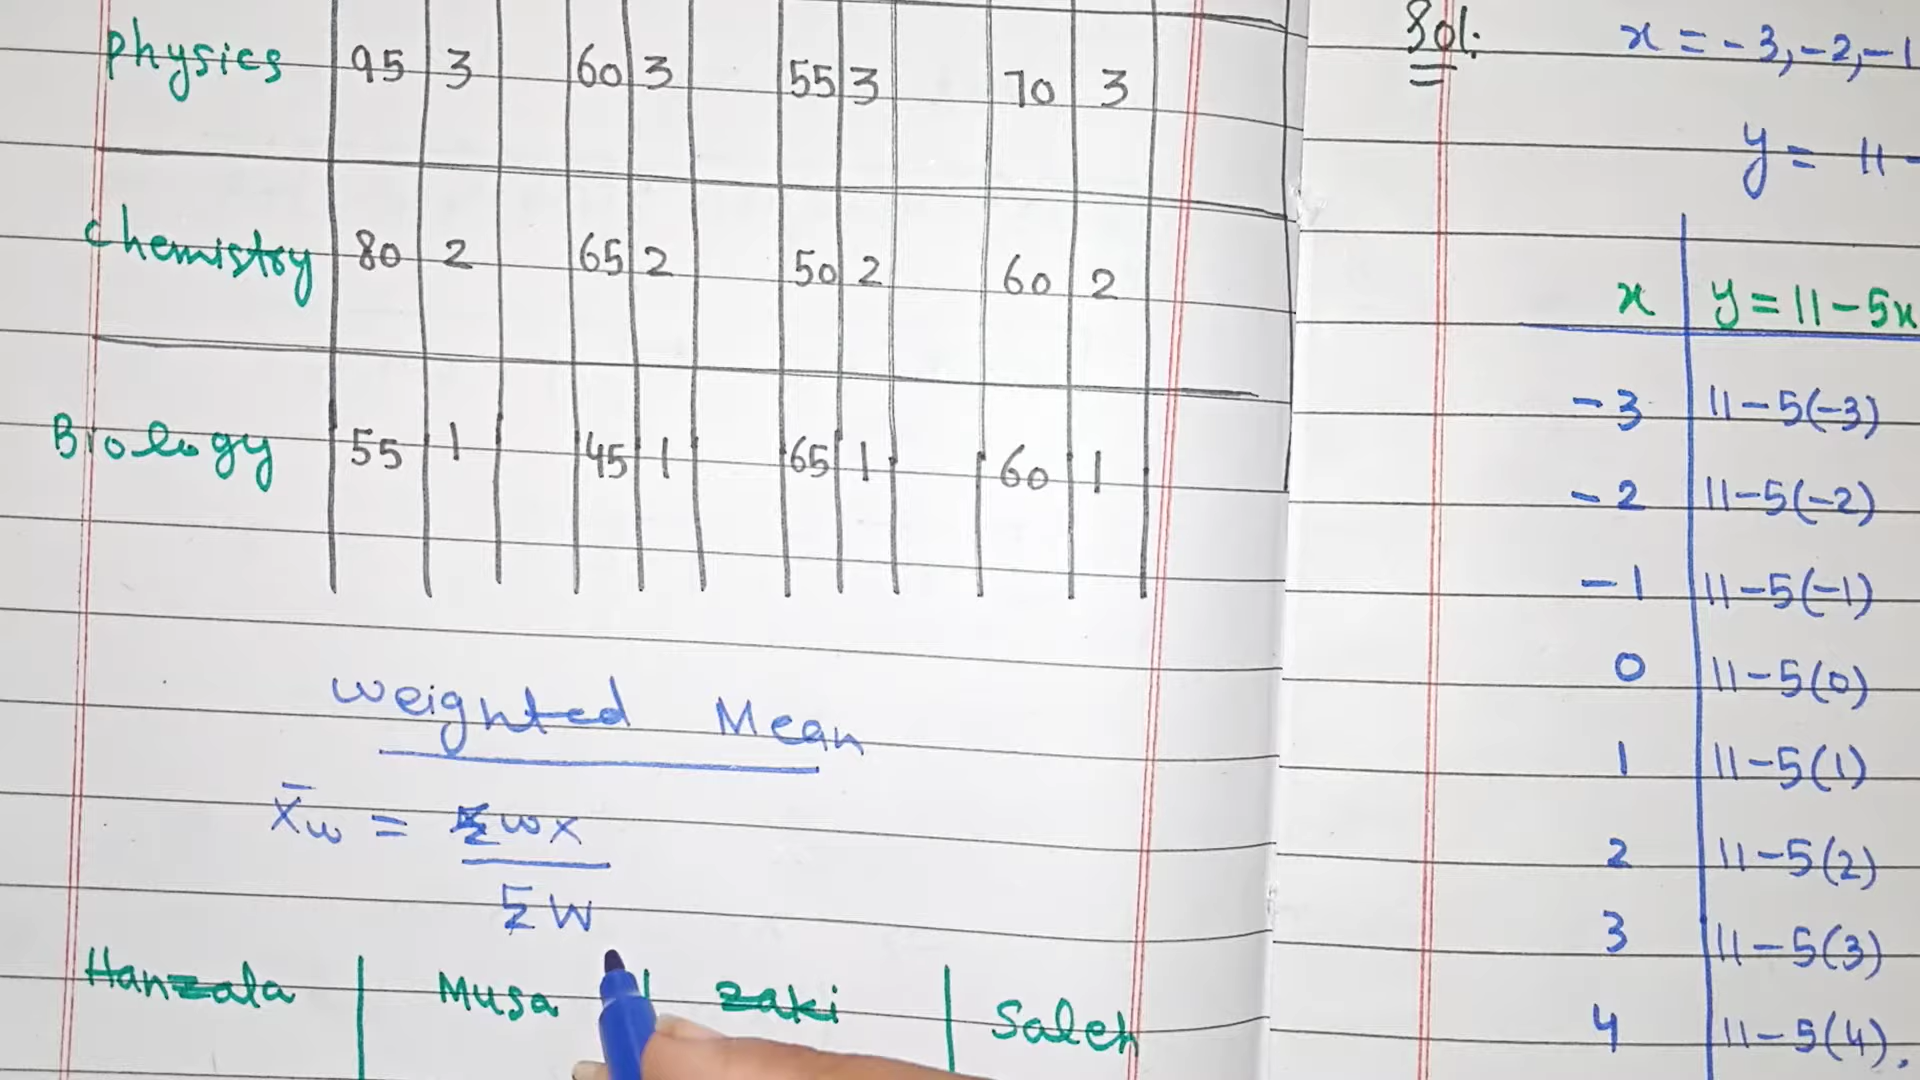 Physics 95 3 60 3 55 3 70 3
Chemistry 80 2 65 2 50 2 60 2
Biology 55 1 45 1 65 1 60 1
Weighted Mean
x̄w = Σwx
Σw
Hanzala Musa Zaki Saleh
Sol:
x = -3,-2,-1
y = 11-
x y=11-5x
-3 11-5(-3)
-2 11-5(-2)
-1 11-5(-1)
0 11-5(0)
1 11-5(1)
2 11-5(2)
3 11-5(3)
4 11-5(4).